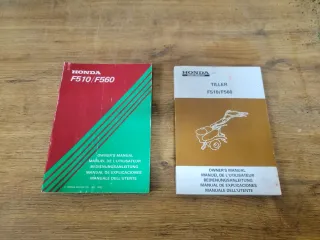 HONDA
F510/F560
OWNER'S MANUAL
MANUEL DE L'UTILISATEUR
BEDIENUNGSANLEITUNG
MANUAL DE EXPLICACIONES
MANUALE DELL'UTENTE
HONDA
TILLER
F510/F560
OWNER'S MANUAL
MANUEL DE L'UTILISATEUR
BEDIENUNGSANLEITUNG
MANUAL DE EXPLICACIONES
MANUALE DELL'UTENTE